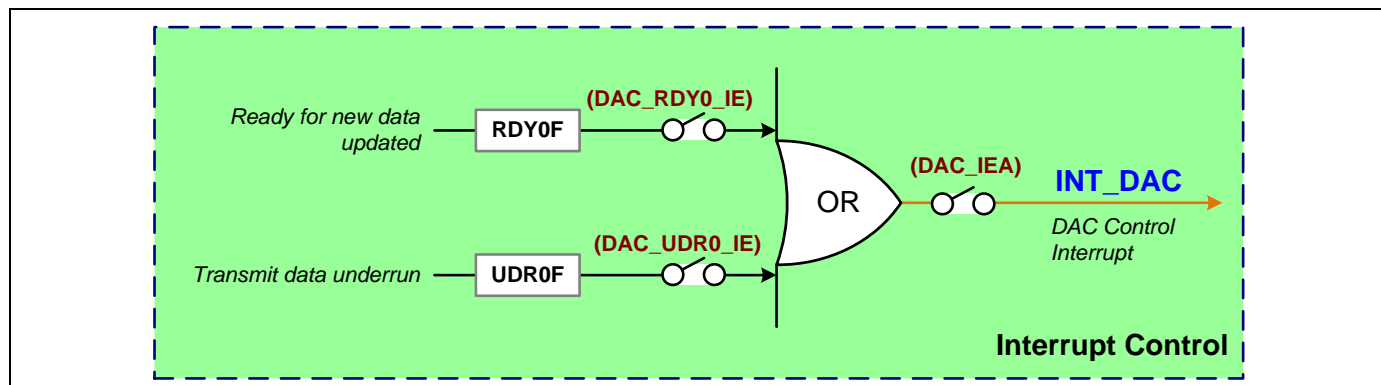 Ready for new data
updated
RDY0F
(DAC_RDY0_IE)
OR
(DAC_IEA)
INT_DAC
DAC Control
Interrupt
Transmit data underrun
UDR0F
(DAC_UDR0_IE)
Interrupt Control